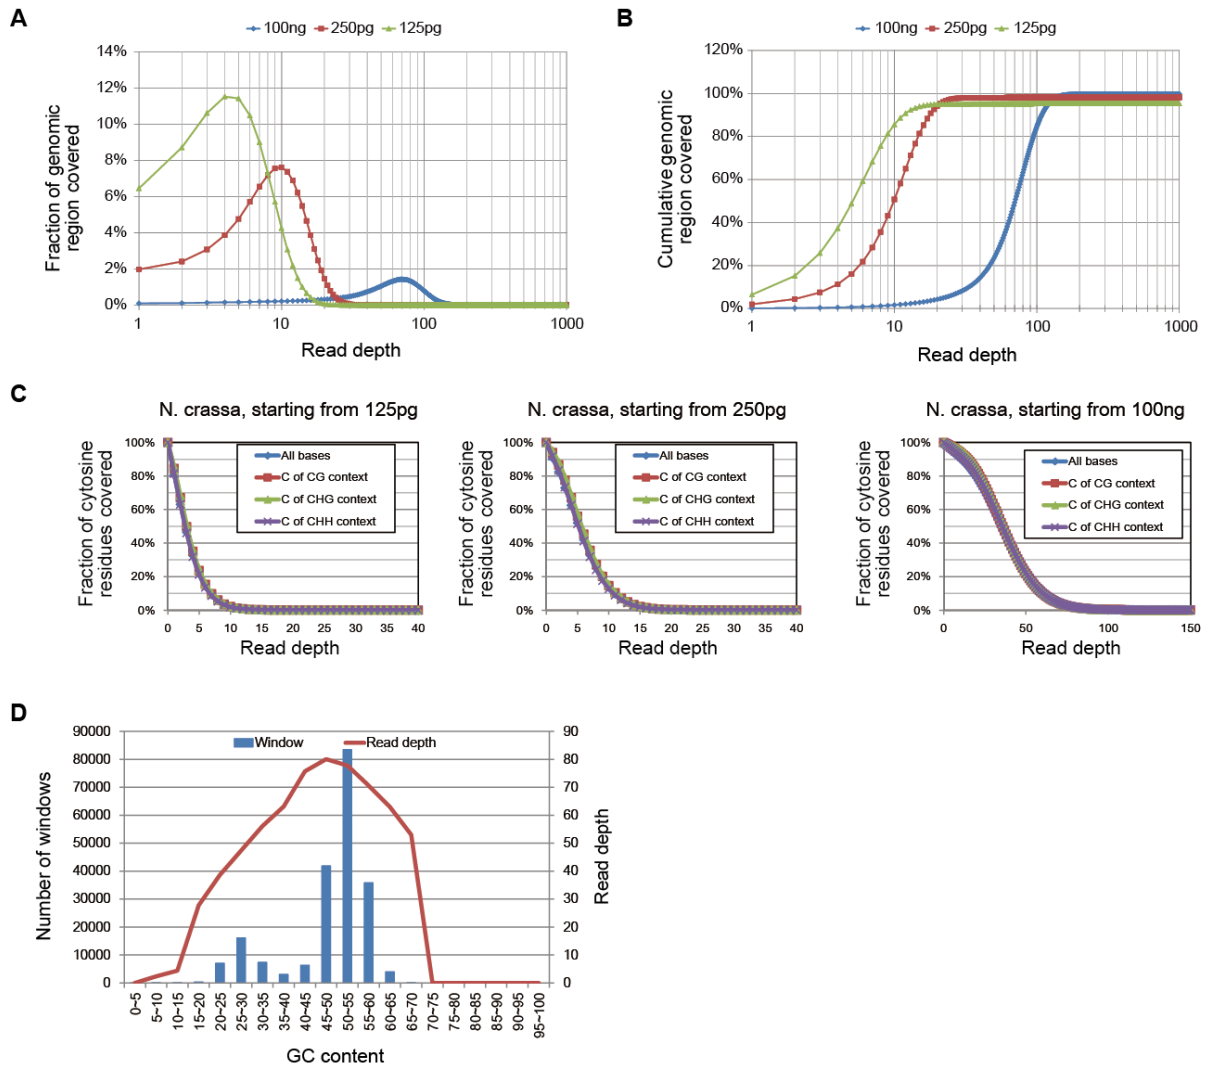 A
100ng 250pg 125pg
14%
12%
10%
8%
6%
4%
2%
0%
Fraction of genomic
region covered
1 10 100 1000
Read depth
B
100ng 250pg 125pg
120%
100%
80%
60%
40%
20%
0%
Cumulative genomic
region covered
1 10 100 1000
Read depth
C
N. crassa, starting from 125pg
100%
80%
60%
40%
20%
0%
Fraction of cytosine
residues covered
All bases
C of CG context
C of CHG context
C of CHH context
0 5 10 15 20 25 30 35 40
Read depth
N. crassa, starting from 250pg
100%
80%
60%
40%
20%
0%
Fraction of cytosine
residues covered
All bases
C of CG context
C of CHG context
C of CHH context
0 5 10 15 20 25 30 35 40
Read depth
N. crassa, starting from 100ng
100%
80%
60%
40%
20%
0%
Fraction of cytosine
residues covered
All bases
C of CG context
C of CHG context
C of CHH context
0 50 100 150
Read depth
D
Window Read depth
90000
80000
70000
60000
50000
40000
30000
20000
10000
0
Number of windows
90
80
70
60
50
40
30
20
10
0
Read depth
0~5
5~10
10~15
15~20
20~25
25~30
30~35
35~40
40~45
45~50
50~55
55~60
60~65
65~70
70~75
75~80
80~85
85~90
90~95
95~100
GC content